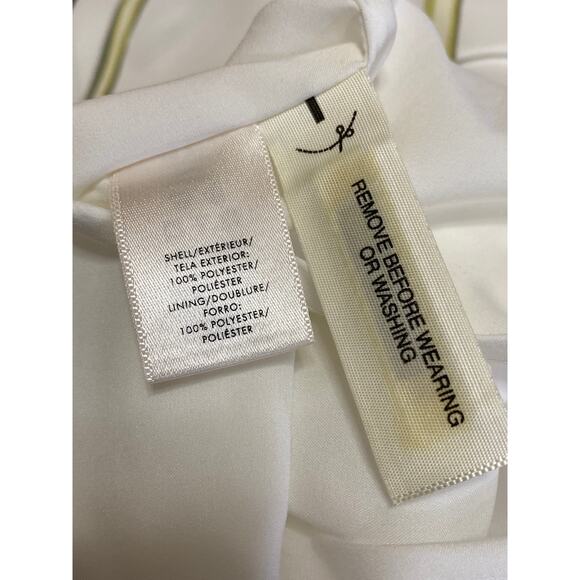 SHELL/EXTÉRIEUR/
TELA EXTERIOR:
100% POLYESTER/
POLIÉSTER
LINING/DOUBLURE/
FORRO:
100% POLYESTER/
POLIÉSTER
REMOVE BEFORE WEARING
OR WASHING